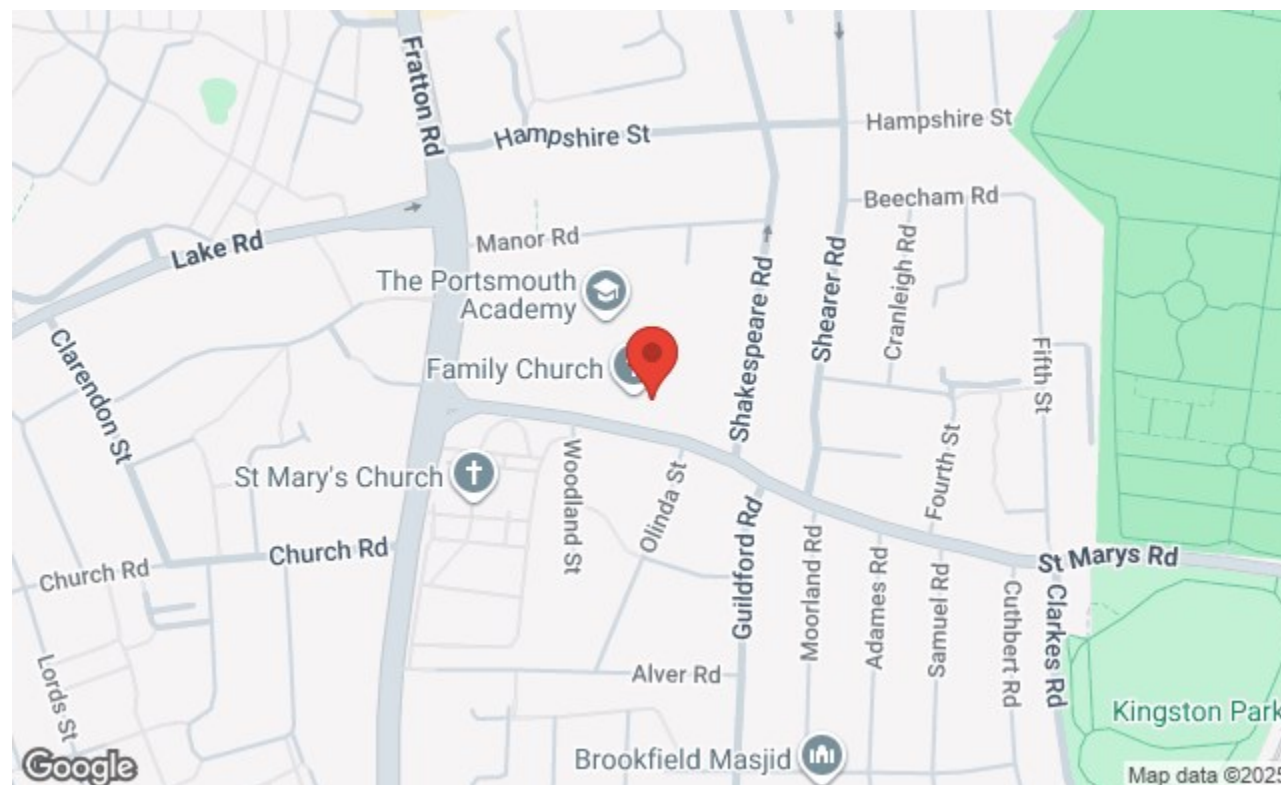 Fratton Rd
Hampshire St
Hampshire St
Lake Rd
Manor Rd
Beecham Rd
The Portsmouth
Academy
Shakespeare Rd
Shearer Rd
Cranleigh Rd
Family Church
Clarendon St
Fifth St
St Mary's Church
Woodland St
Olinda St
Fourth St
Guildford Rd
Church Rd
Church Rd
St Marys Rd
Moorland Rd
Adames Rd
Samuel Rd
Cuthbert Rd
Clarkes Rd
Lords St
Alver Rd
Kingston Park
Brookfield Masjid
Google
Map data ©2025